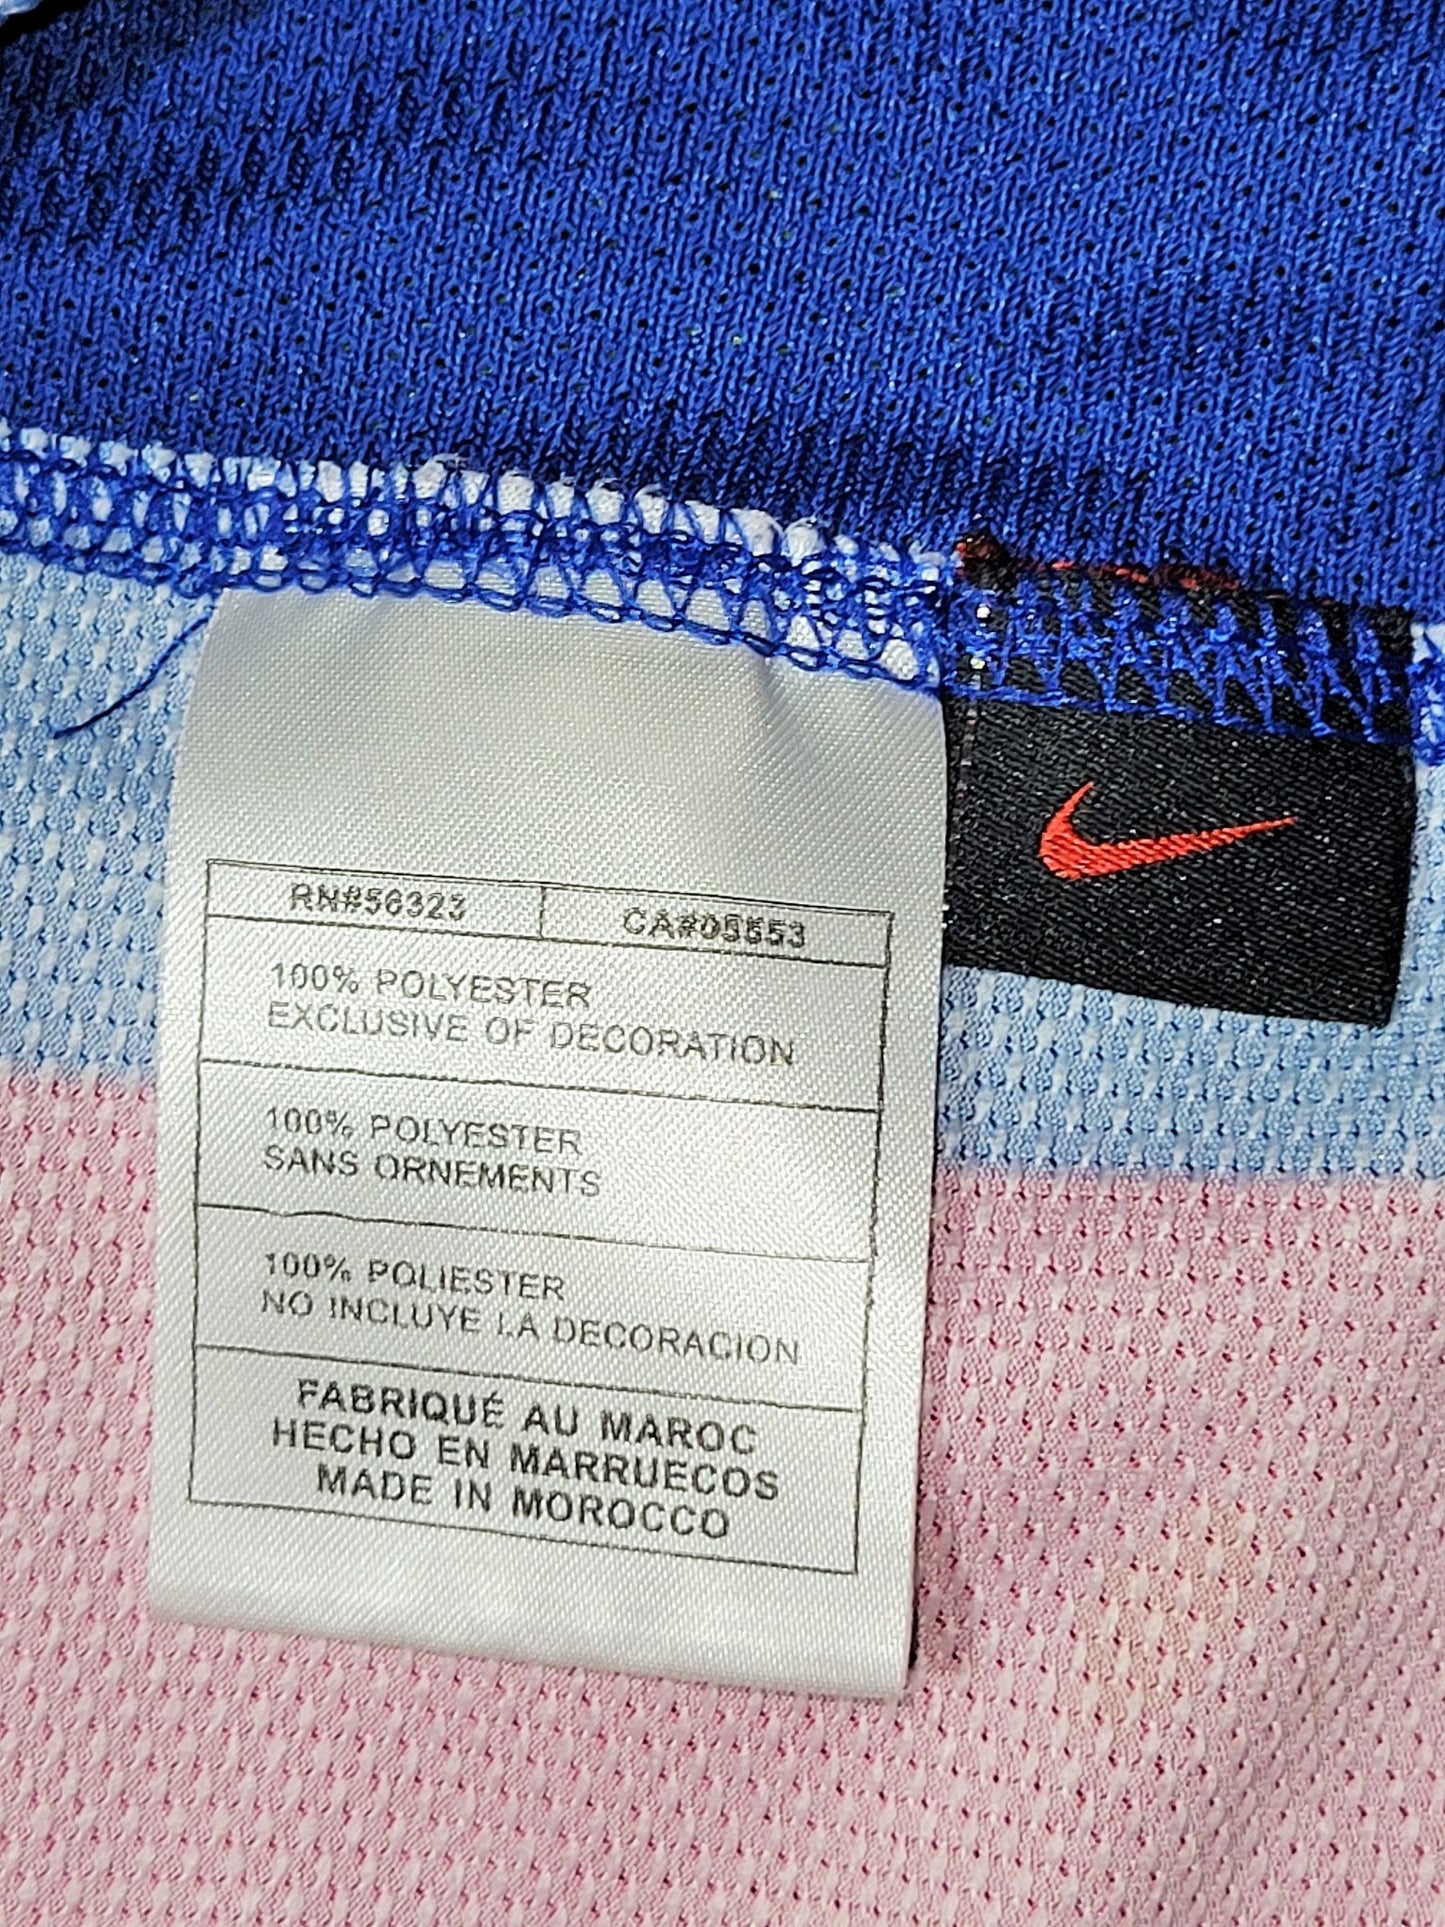 RN#56323
CA#05553
100% POLYESTER
EXCLUSIVE OF DECORATION
100% POLYESTER
SANS ORNEMENTS
100% POLIESTER
NO INCLUYE LA DECORACION
FABRIQUÉ AU MAROC
HECHO EN MARRUECOS
MADE IN MOROCCO